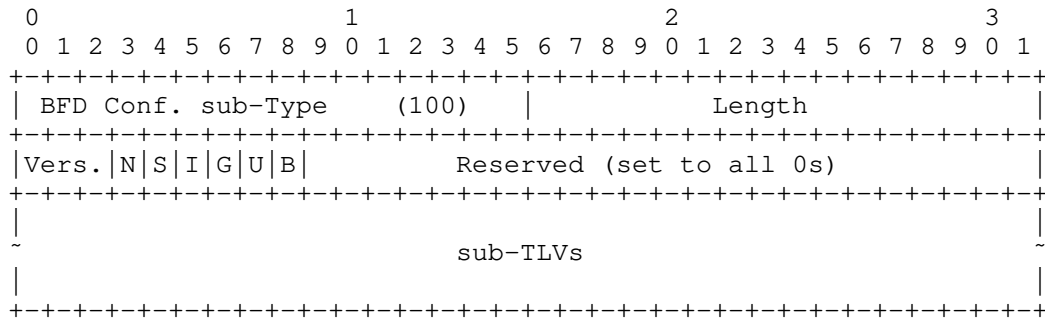 0                   1                   2                   3
 0 1 2 3 4 5 6 7 8 9 0 1 2 3 4 5 6 7 8 9 0 1 2 3 4 5 6 7 8 9 0 1
+-+-+-+-+-+-+-+-+-+-+-+-+-+-+-+-+-+-+-+-+-+-+-+-+-+-+-+-+-+-+-+-+
| BFD Conf. sub-Type    (100)   |           Length              |
+-+-+-+-+-+-+-+-+-+-+-+-+-+-+-+-+-+-+-+-+-+-+-+-+-+-+-+-+-+-+-+-+
|Vers.|N|S|I|G|U|B|         Reserved (set to all 0s)            |
+-+-+-+-+-+-+-+-+-+-+-+-+-+-+-+-+-+-+-+-+-+-+-+-+-+-+-+-+-+-+-+-+
|                                                               |
~                           sub-TLVs                            ~
|                                                               |
+-+-+-+-+-+-+-+-+-+-+-+-+-+-+-+-+-+-+-+-+-+-+-+-+-+-+-+-+-+-+-+-+